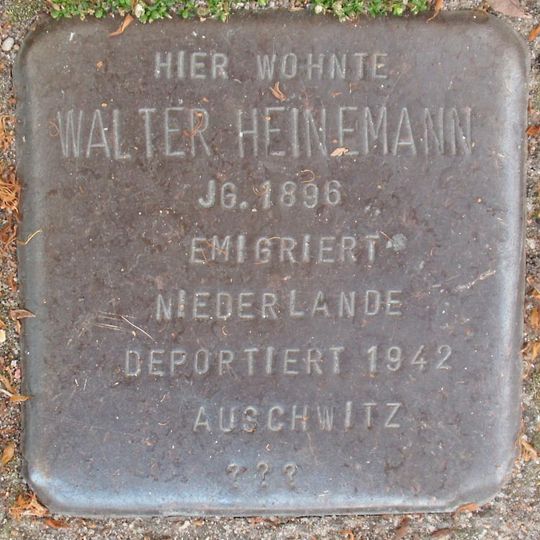 HIER WOHNTE
WALTER HEINEMANN
JG. 1896
EMIGRIERT
NIEDERLANDE
DEPORTIERT 1942
AUSCHWITZ
???